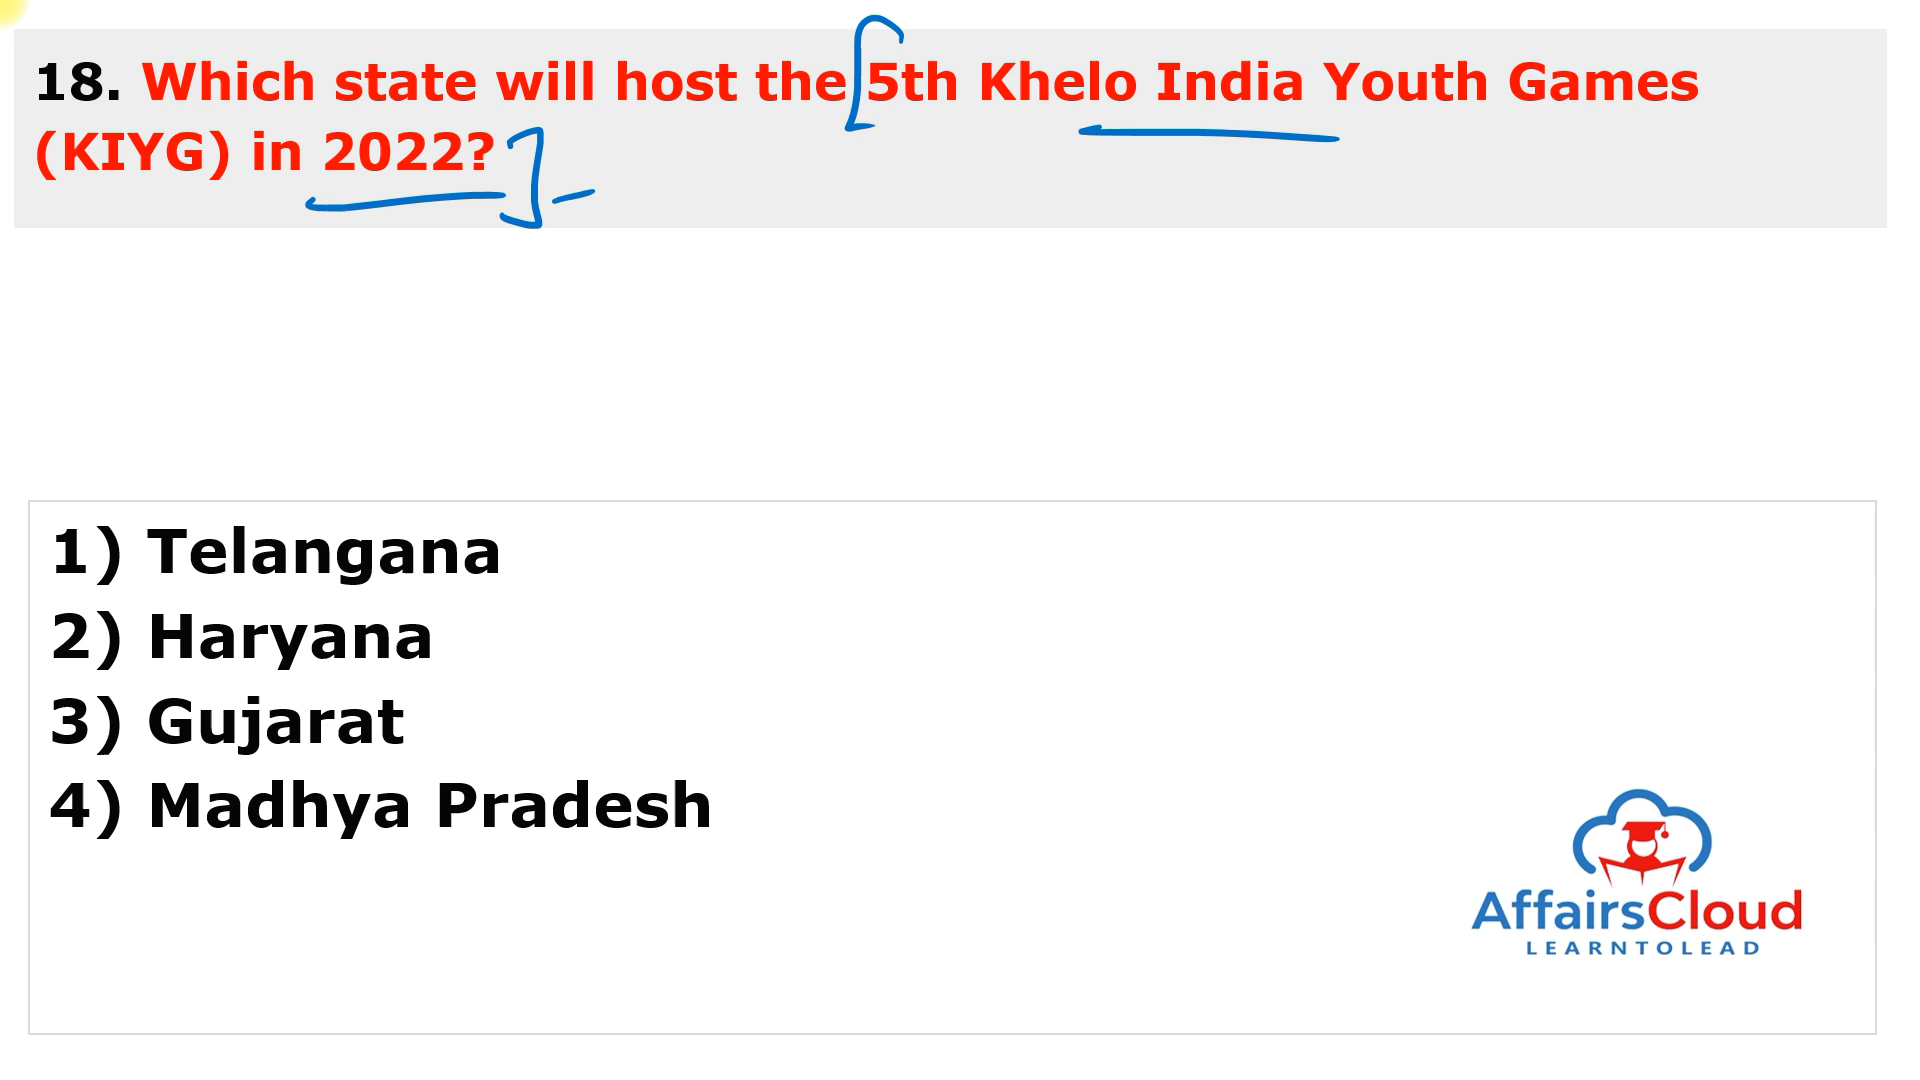 18. Which state will host the 5th Khelo India Youth Games
(KIYG) in 2022?
1) Telangana
2) Haryana
3) Gujarat
4) Madhya Pradesh
AffairsCloud
LEARNTOLEAD